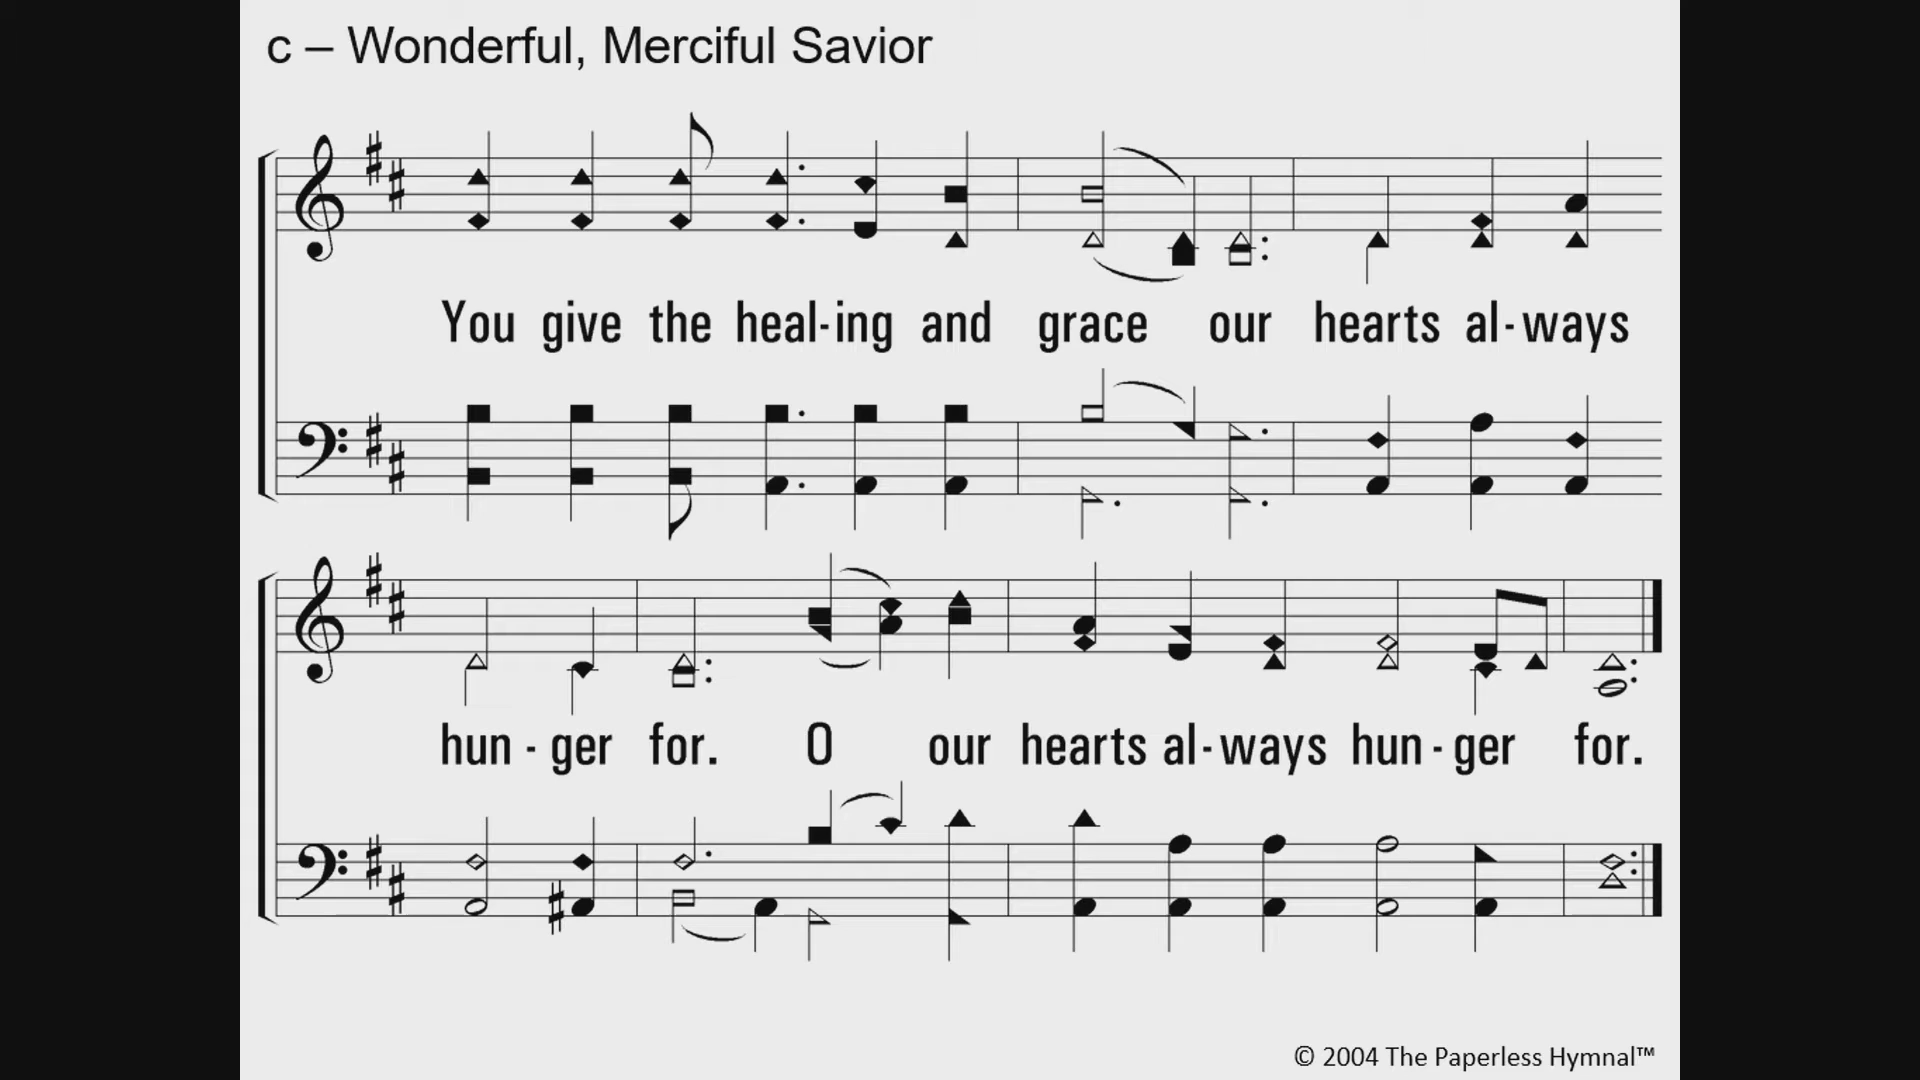 c – Wonderful, Merciful Savior
You give the heal-ing and grace our hearts al-ways
hun-ger for. O our hearts al-ways hun-ger for.
© 2004 The Paperless Hymnal™